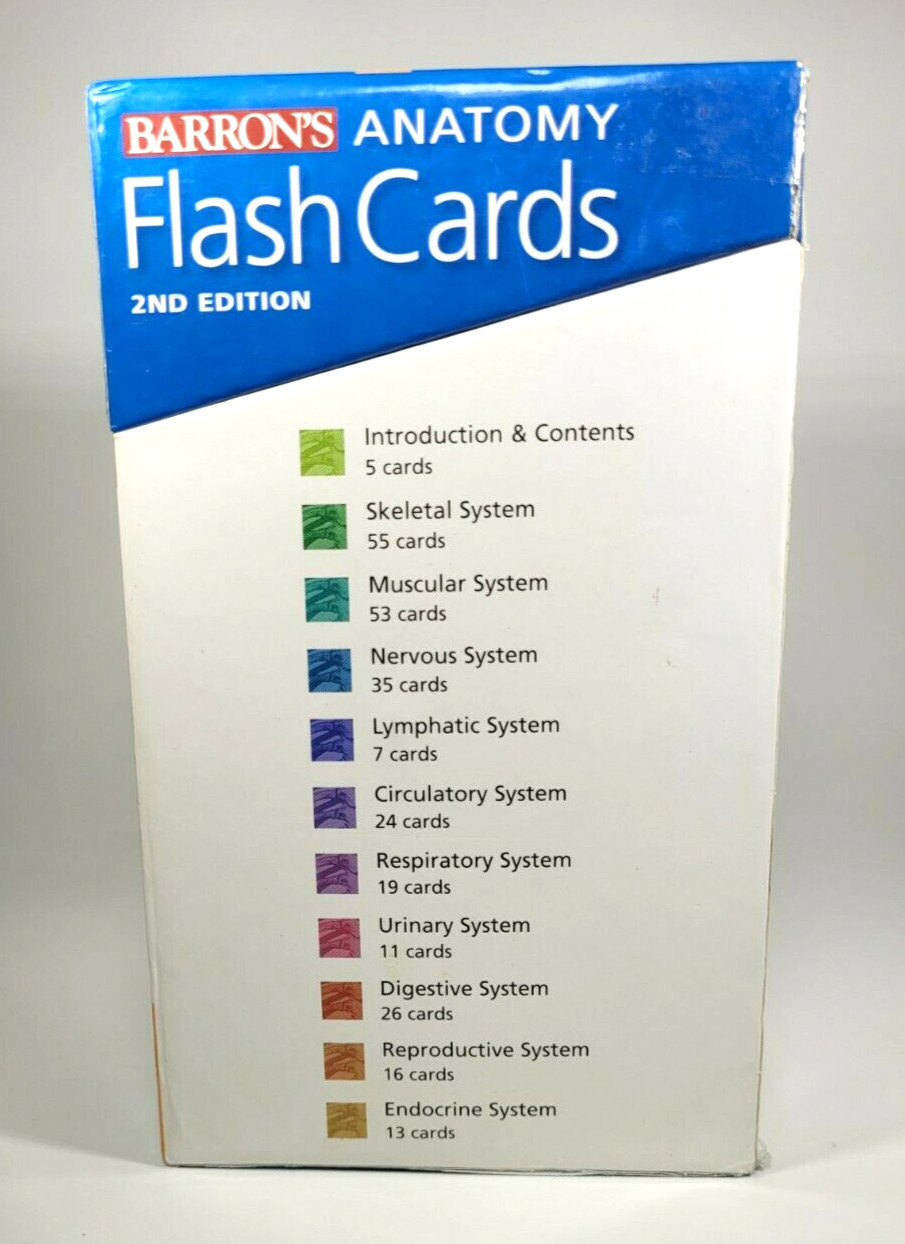 BARRON'S ANATOMY
Flash Cards
2ND EDITION
Introduction & Contents
5 cards
Skeletal System
55 cards
Muscular System
53 cards
Nervous System
35 cards
Lymphatic System
7 cards
Circulatory System
24 cards
Respiratory System
19 cards
Urinary System
11 cards
Digestive System
26 cards
Reproductive System
16 cards
Endocrine System
13 cards